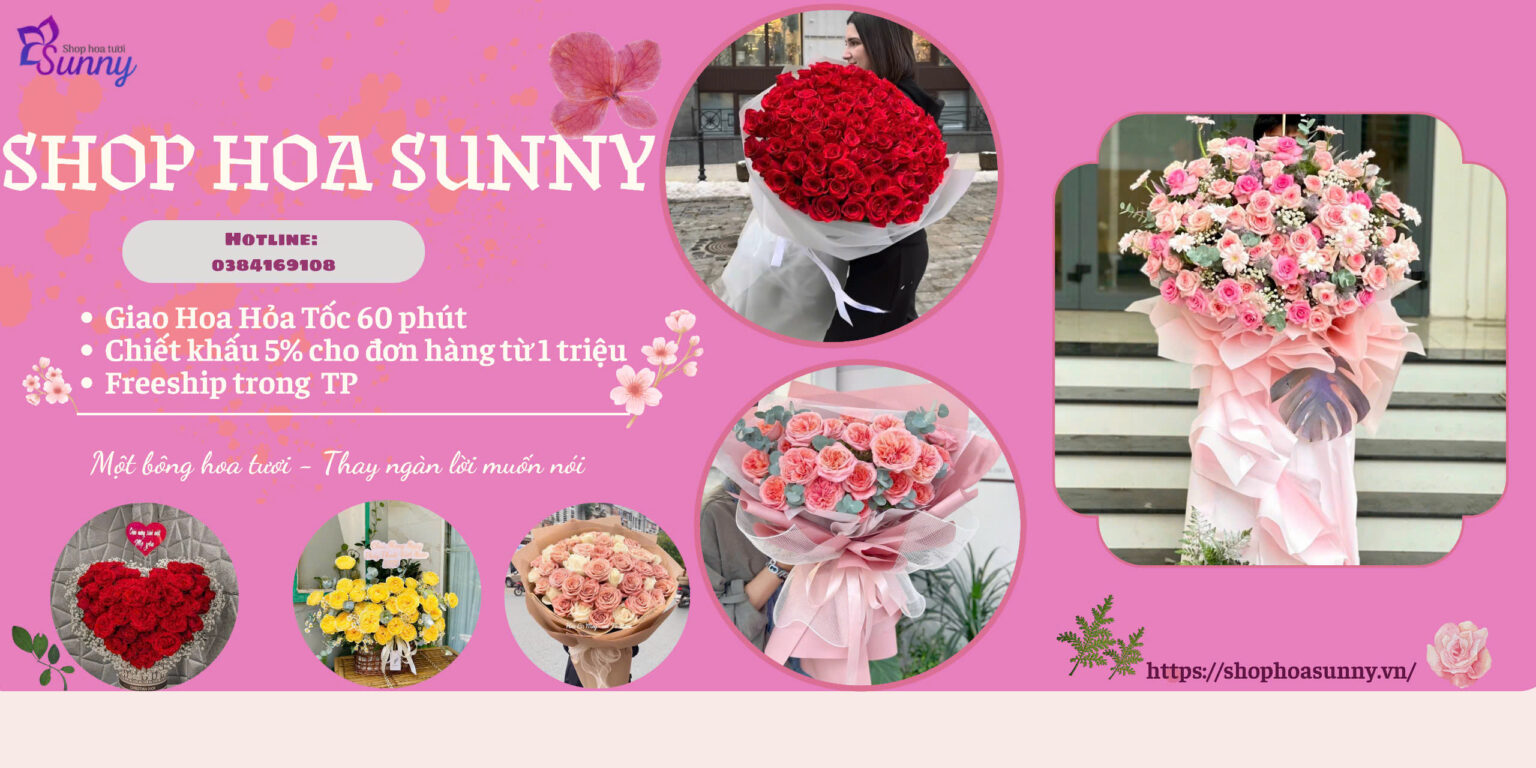 Shop hoa tươi
Sunny
SHOP HOA SUNNY
Hotline:
0384169108
• Giao Hoa Hỏa Tốc 60 phút
• Chiết khấu 5% cho đơn hàng từ 1 triệu
• Freeship trong TP
Một bông hoa tươi - Thay ngàn lời muốn nói
https://shophoasunny.vn/